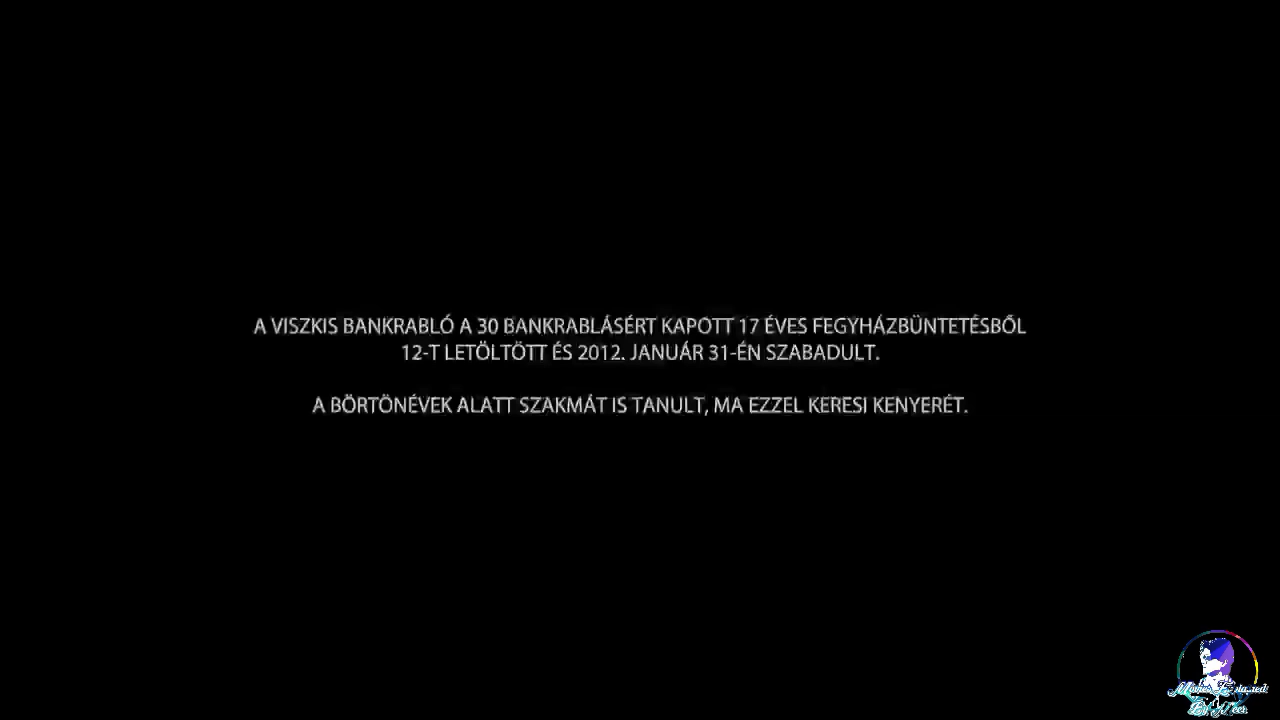 A VISZKIS BANKRABLÓ A 30 BANKRABLÁSÉRT KAPOTT 17 ÉVES FEGYHÁZBÜNTETÉSBŐL
12-T LETÖLTÖTT ÉS 2012. JANUÁR 31-ÉN SZABADULT.
A BÖRTÖNÉVEK ALATT SZAKMÁT IS TANULT, MA EZZEL KERESI KENYERÉT.